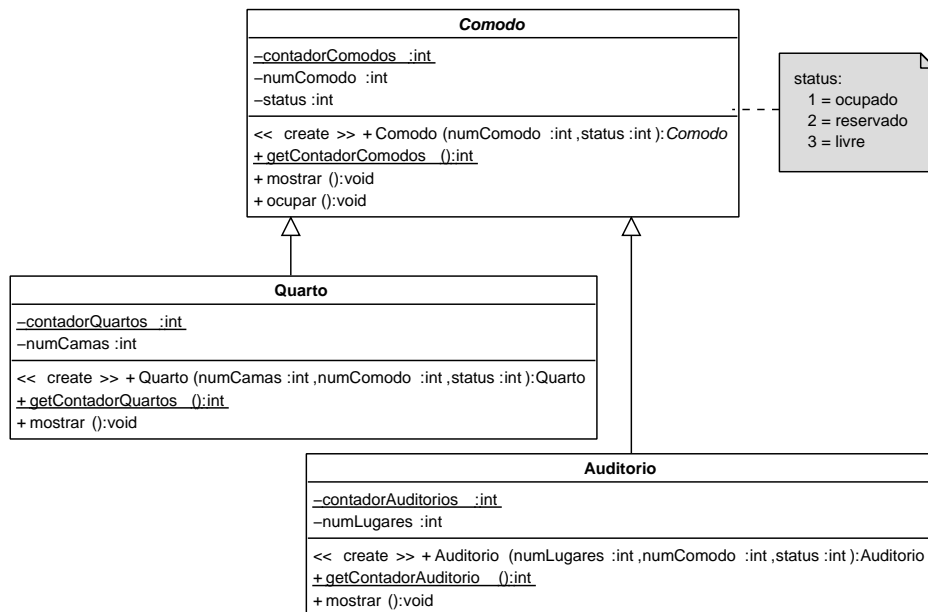 Comodo
–contadorComodos :int
–numComodo :int
–status :int
<< create >> + Comodo (numComodo :int ,status :int ):Comodo
+ getContadorComodos ():int
+ mostrar ():void
+ ocupar ():void
status:
1 = ocupado
2 = reservado
3 = livre
Quarto
–contadorQuartos :int
–numCamas :int
<< create >> + Quarto (numCamas :int ,numComodo :int ,status :int ):Quarto
+ getContadorQuartos ():int
+ mostrar ():void
Auditorio
–contadorAuditorios :int
–numLugares :int
<< create >> + Auditorio (numLugares :int ,numComodo :int ,status :int ):Auditorio
+ getContadorAuditorio ():int
+ mostrar ():void